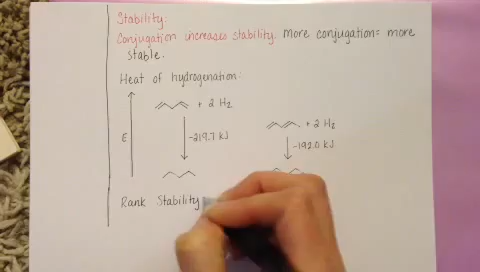 Stability:
Conjugation increases stability: more conjugation = more
stable.
Heat of hydrogenation:
+ 2 H₂
+ 2 H₂
E
-219.7 kJ
-192.0 kJ
Rank Stability